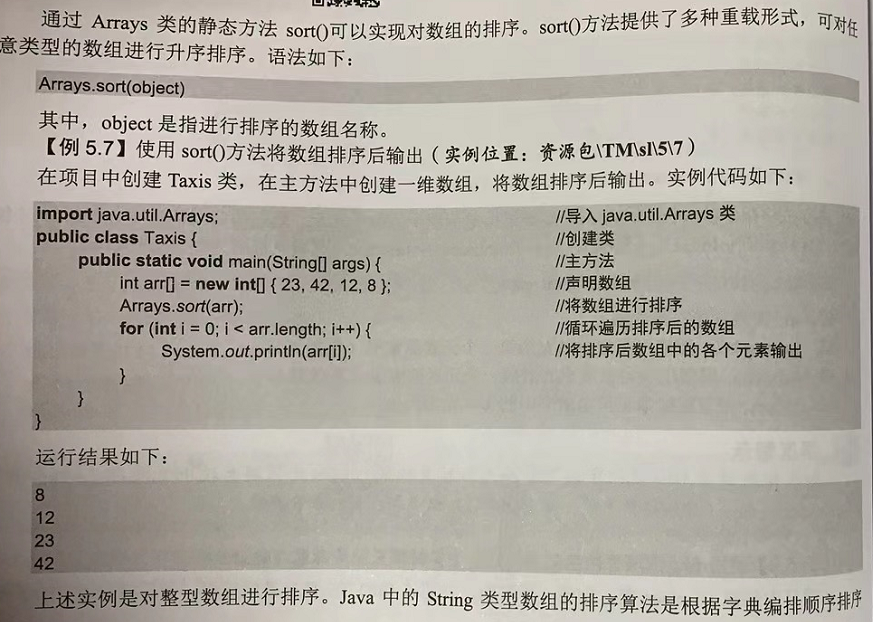 通过 Arrays 类的静态方法 sort()可以实现对数组的排序。sort()方法提供了多种重载形式，可对任
意类型的数组进行升序排序。语法如下：
Arrays.sort(object)
其中，object 是指进行排序的数组名称。
【例 5.7】使用 sort()方法将数组排序后输出（实例位置：资源包\TM\sl\5\7）
在项目中创建 Taxis 类，在主方法中创建一维数组，将数组排序后输出。实例代码如下：
import java.util.Arrays; //导入 java.util.Arrays 类
public class Taxis { //创建类
public static void main(String[] args) { //主方法
int arr[] = new int[] { 23, 42, 12, 8 }; //声明数组
Arrays.sort(arr); //将数组进行排序
for (int i = 0; i < arr.length; i++) { //循环遍历排序后的数组
System.out.println(arr[i]); //将排序后数组中的各个元素输出
}
}
}
运行结果如下：
8
12
23
42
上述实例是对整型数组进行排序。Java 中的 String 类型数组的排序算法是根据字典编排顺序排序